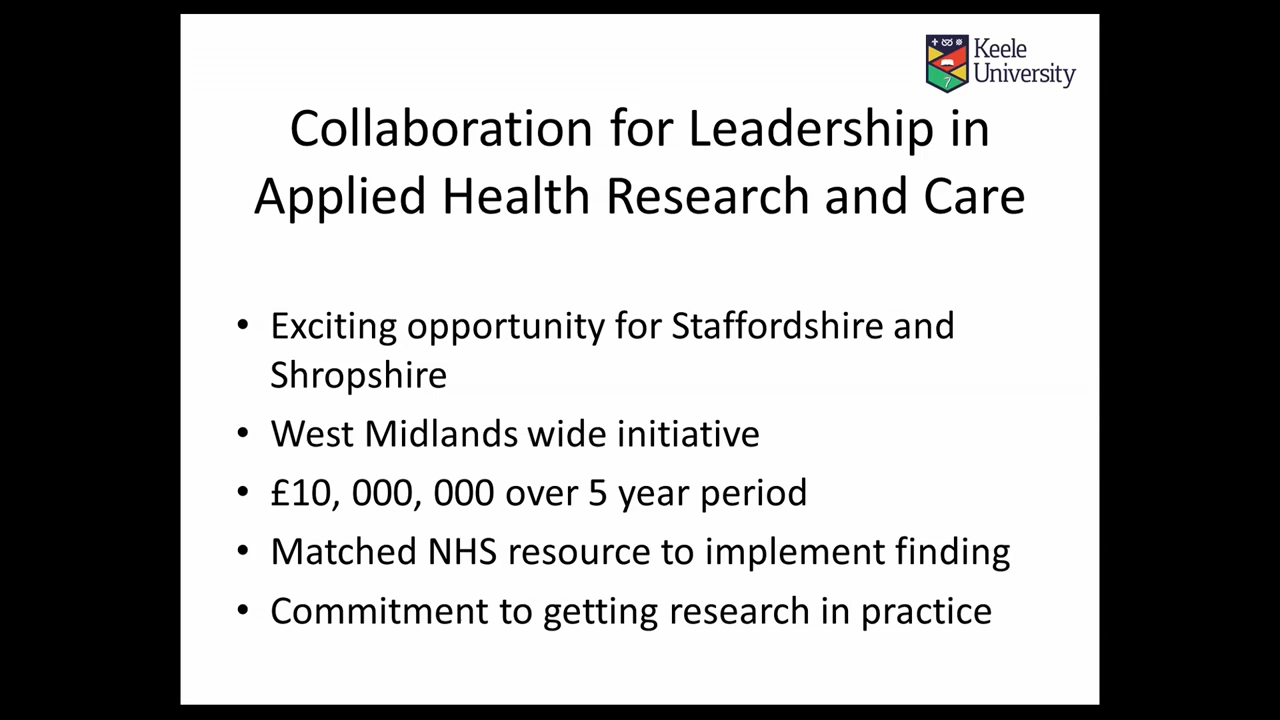 Keele
University
Collaboration for Leadership in
Applied Health Research and Care
• Exciting opportunity for Staffordshire and
Shropshire
• West Midlands wide initiative
• £10, 000, 000 over 5 year period
• Matched NHS resource to implement finding
• Commitment to getting research in practice